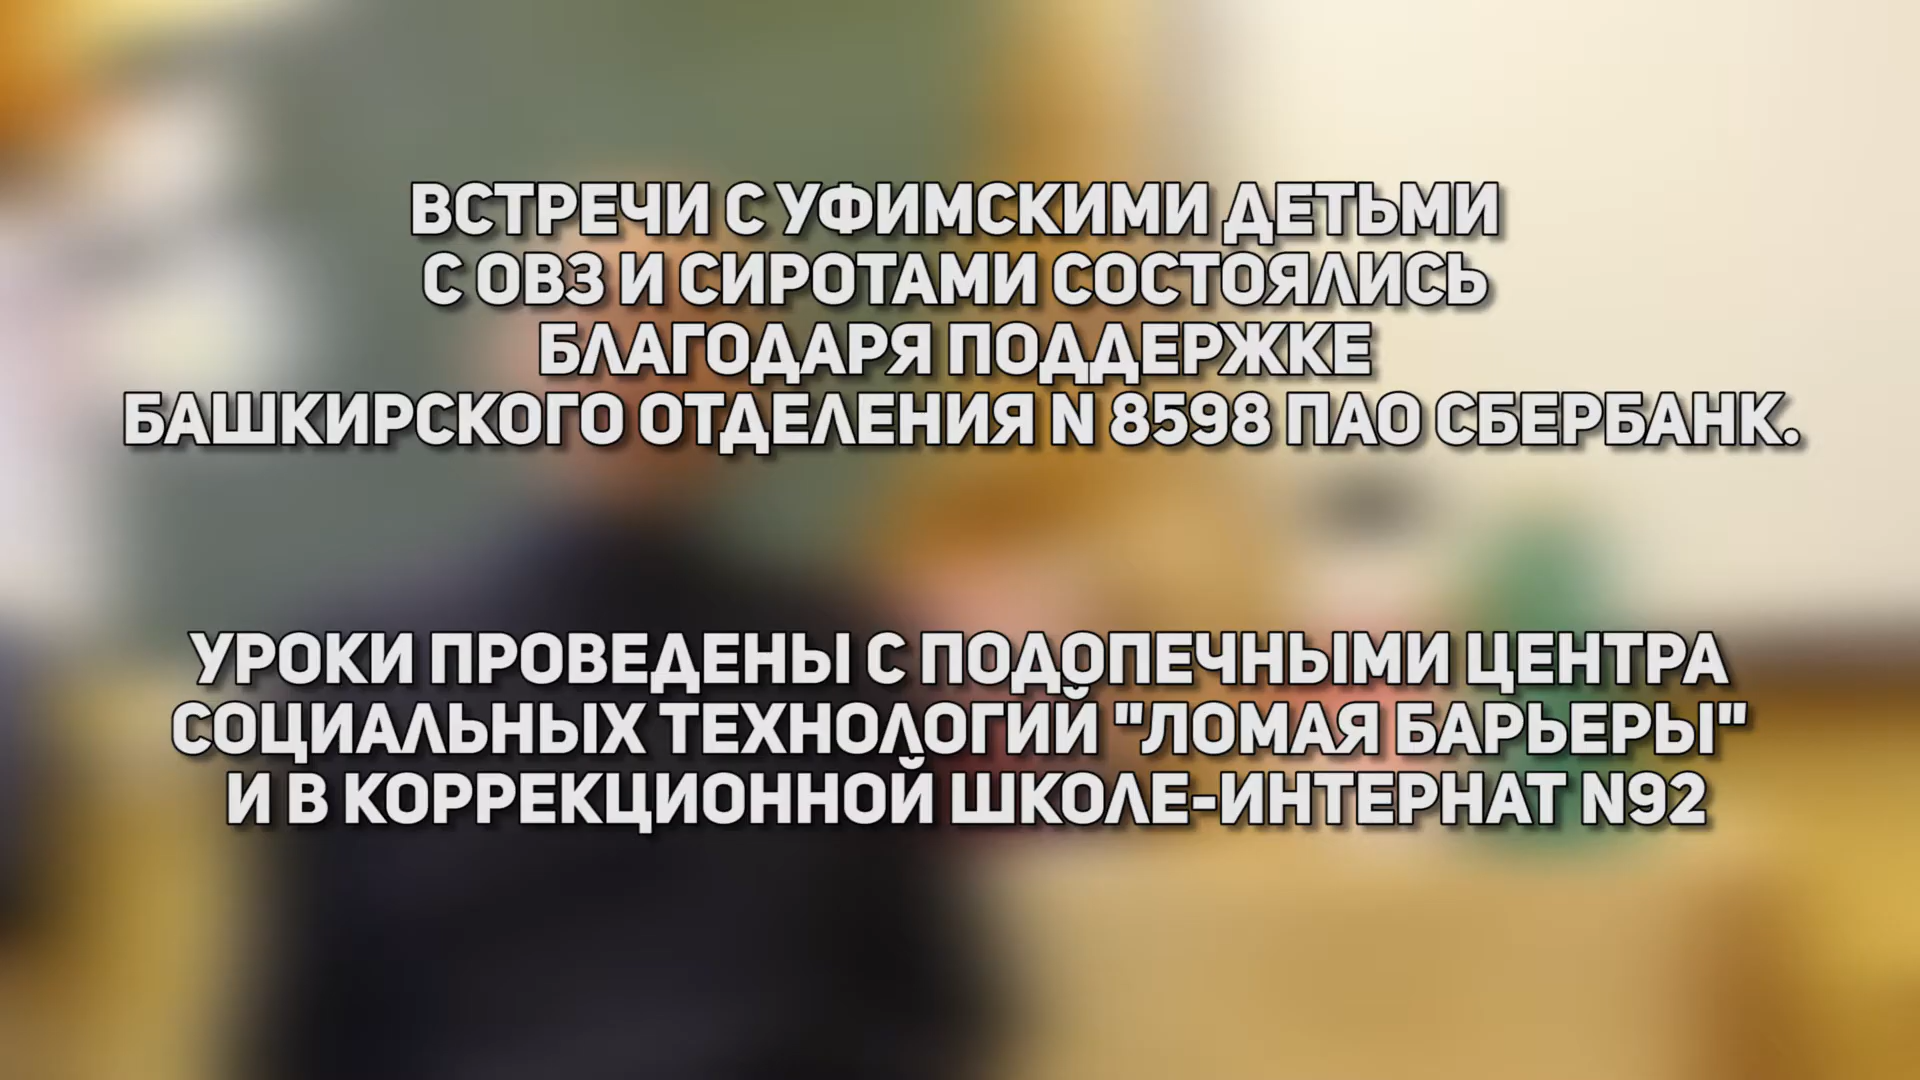 ВСТРЕЧИ С УФИМСКИМИ ДЕТЬМИ
С ОВЗ И СИРОТАМИ СОСТОЯЛИСЬ
БЛАГОДАРЯ ПОДДЕРЖКЕ
БАШКИРСКОГО ОТДЕЛЕНИЯ N 8598 ПАО СБЕРБАНК.
УРОКИ ПРОВЕДЕНЫ С ПОДОПЕЧНЫМИ ЦЕНТРА
СОЦИАЛЬНЫХ ТЕХНОЛОГИЙ "ЛОМАЯ БАРЬЕРЫ"
И В КОРРЕКЦИОННОЙ ШКОЛЕ-ИНТЕРНАТ N92